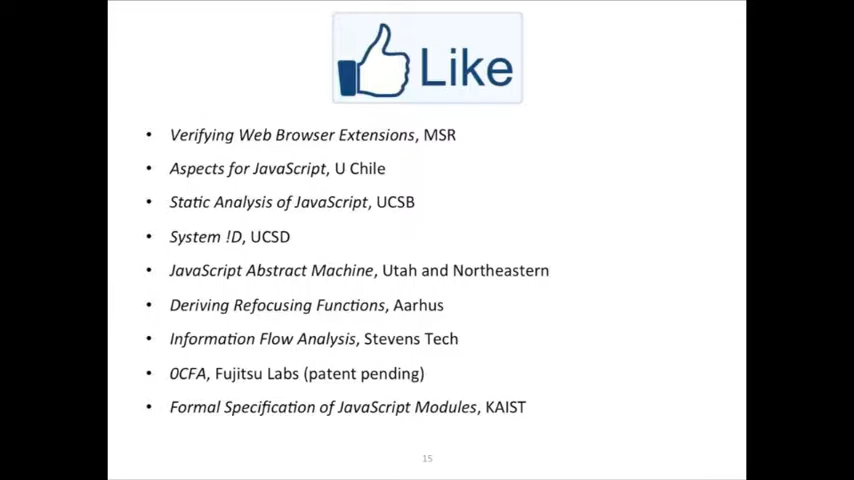 Like
• Verifying Web Browser Extensions, MSR
• Aspects for JavaScript, U Chile
• Static Analysis of JavaScript, UCSB
• System !D, UCSD
• JavaScript Abstract Machine, Utah and Northeastern
• Deriving Refocusing Functions, Aarhus
• Information Flow Analysis, Stevens Tech
• 0CFA, Fujitsu Labs (patent pending)
• Formal Specification of JavaScript Modules, KAIST
15